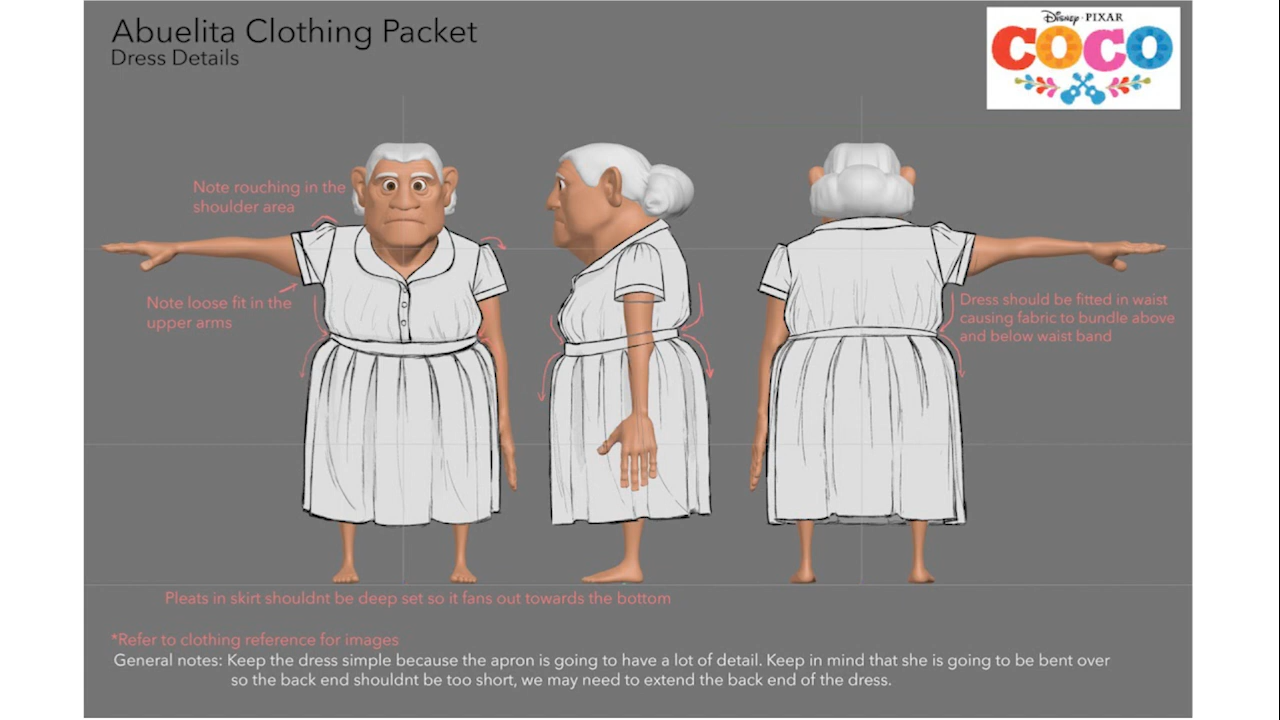 Abuelita Clothing Packet
Dress Details
Disney · PIXAR
COCO
Note rouching in the
shoulder area
Note loose fit in the
upper arms
Dress should be fitted in waist
causing fabric to bundle above
and below waist band
Pleats in skirt shouldnt be deep set so it fans out towards the bottom
*Refer to clothing reference for images
General notes: Keep the dress simple because the apron is going to have a lot of detail. Keep in mind that she is going to be bent over
so the back end shouldnt be too short, we may need to extend the back end of the dress.